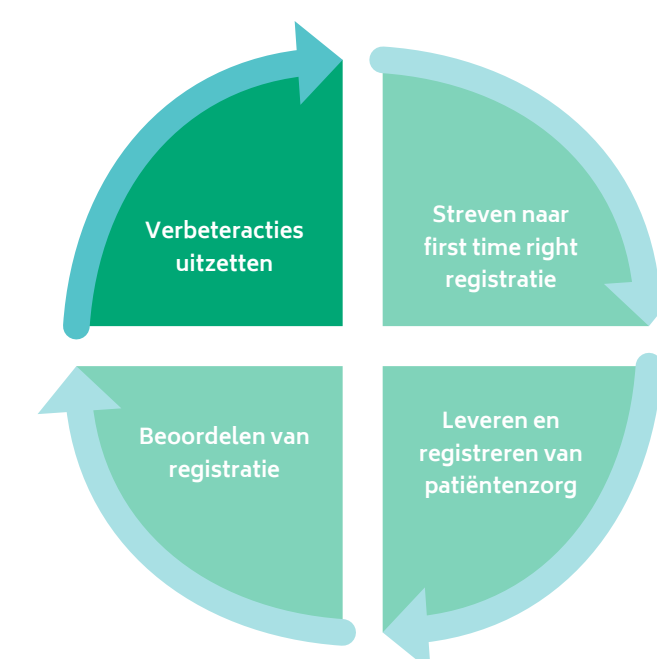 Verbeteracties
uitzetten
Streven naar
first time right
registratie
Beoordelen van
registratie
Leveren en
registreren van
patiëntenzorg